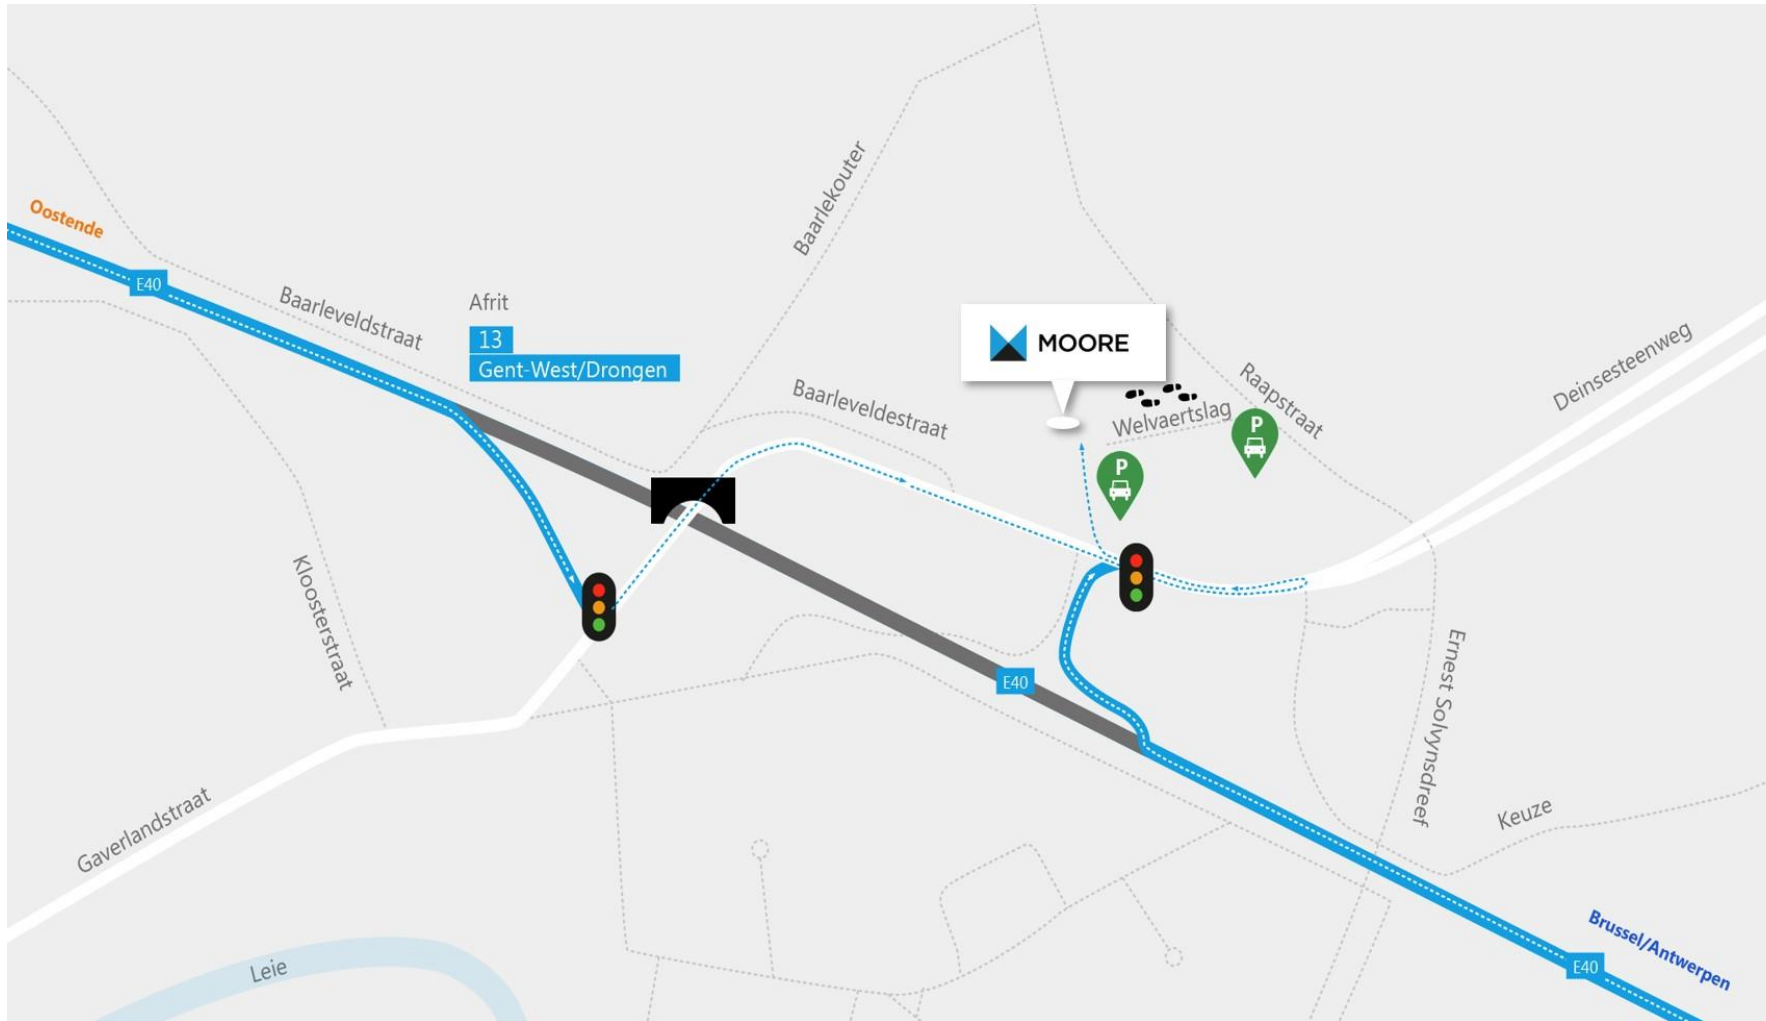 Oostende
E40
Baarleveldstraat
Afrit
13
Gent-West/Drongen
Baarlekouter
MOORE
Baarleveldestraat
Welvaertslag
Raapstraat
P
P
Deinsesteenweg
Kloosterstraat
E40
Ernest Solvynsdreef
Gaverlandstraat
Keuze
Leie
Brussel/Antwerpen
E40